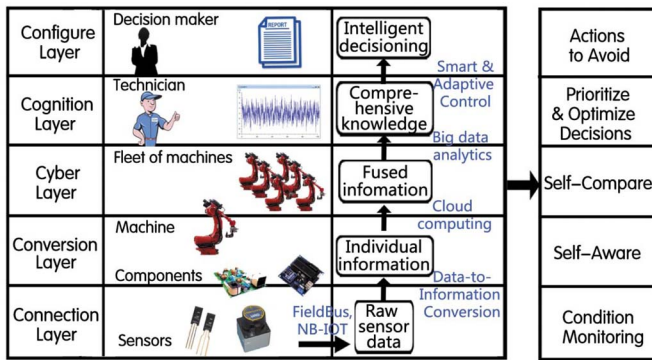 Configure
Layer
Decision maker
REPORT
Intelligent
decisioning
Smart &
Adaptive
Control
Actions
to Avoid
Cognition
Layer
Technician
Compre-
hensive
knowledge
Big data
analytics
Prioritize
& Optimize
Decisions
Cyber
Layer
Fleet of machines
Fused
infomation
Cloud
computing
Self-Compare
Conversion
Layer
Machine
Components
Individual
information
Data-to-
Information
Conversion
Self-Aware
Connection
Layer
Sensors
FieldBus,
NB-IOT
Raw
sensor
data
Condition
Monitoring